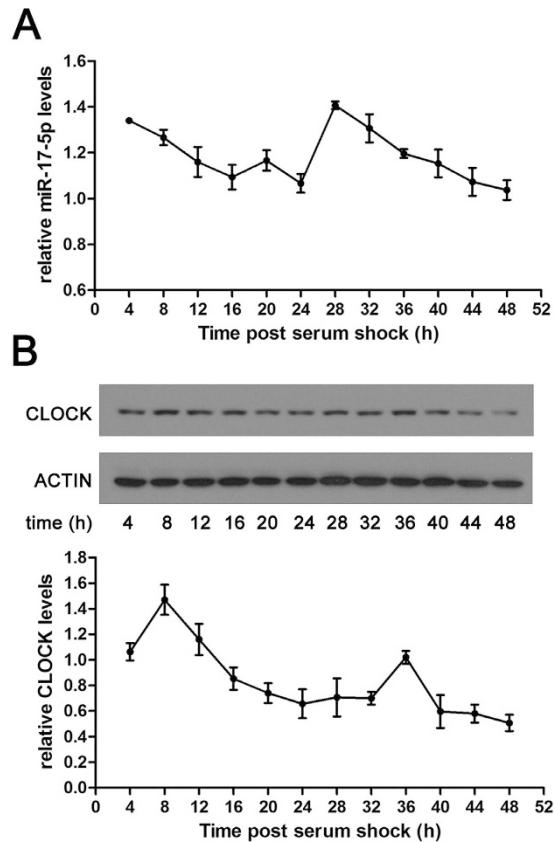 A
relative miR-17-5p levels
1.6
1.4
1.2
1.0
0.8
0.6
0 4 8 12 16 20 24 28 32 36 40 44 48 52
Time post serum shock (h)
B
CLOCK
ACTIN
time (h) 4 8 12 16 20 24 28 32 36 40 44 48
relative CLOCK levels
1.8
1.6
1.4
1.2
1.0
0.8
0.6
0.4
0.2
0.0
0 4 8 12 16 20 24 28 32 36 40 44 48 52
Time post serum shock (h)